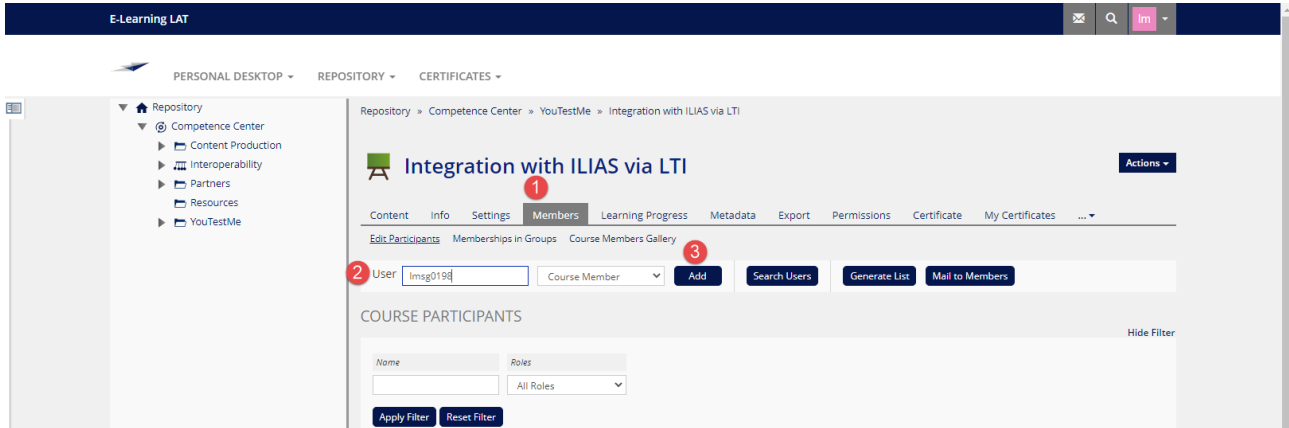 E-Learning LAT
lm
PERSONAL DESKTOP REPOSITORY CERTIFICATES
Repository
Competence Center
Content Production
Interoperability
Partners
Resources
YouTestMe
Repository » Competence Center » YouTestMe » Integration with ILIAS via LTI
Integration with ILIAS via LTI
Actions
1
Content Info Settings Members Learning Progress Metadata Export Permissions Certificate My Certificates ...
Edit Participants Memberships in Groups Course Members Gallery
3
2 User lmsg0198 Course Member Add Search Users Generate List Mail to Members
COURSE PARTICIPANTS
Hide Filter
Name Roles
All Roles
Apply Filter Reset Filter